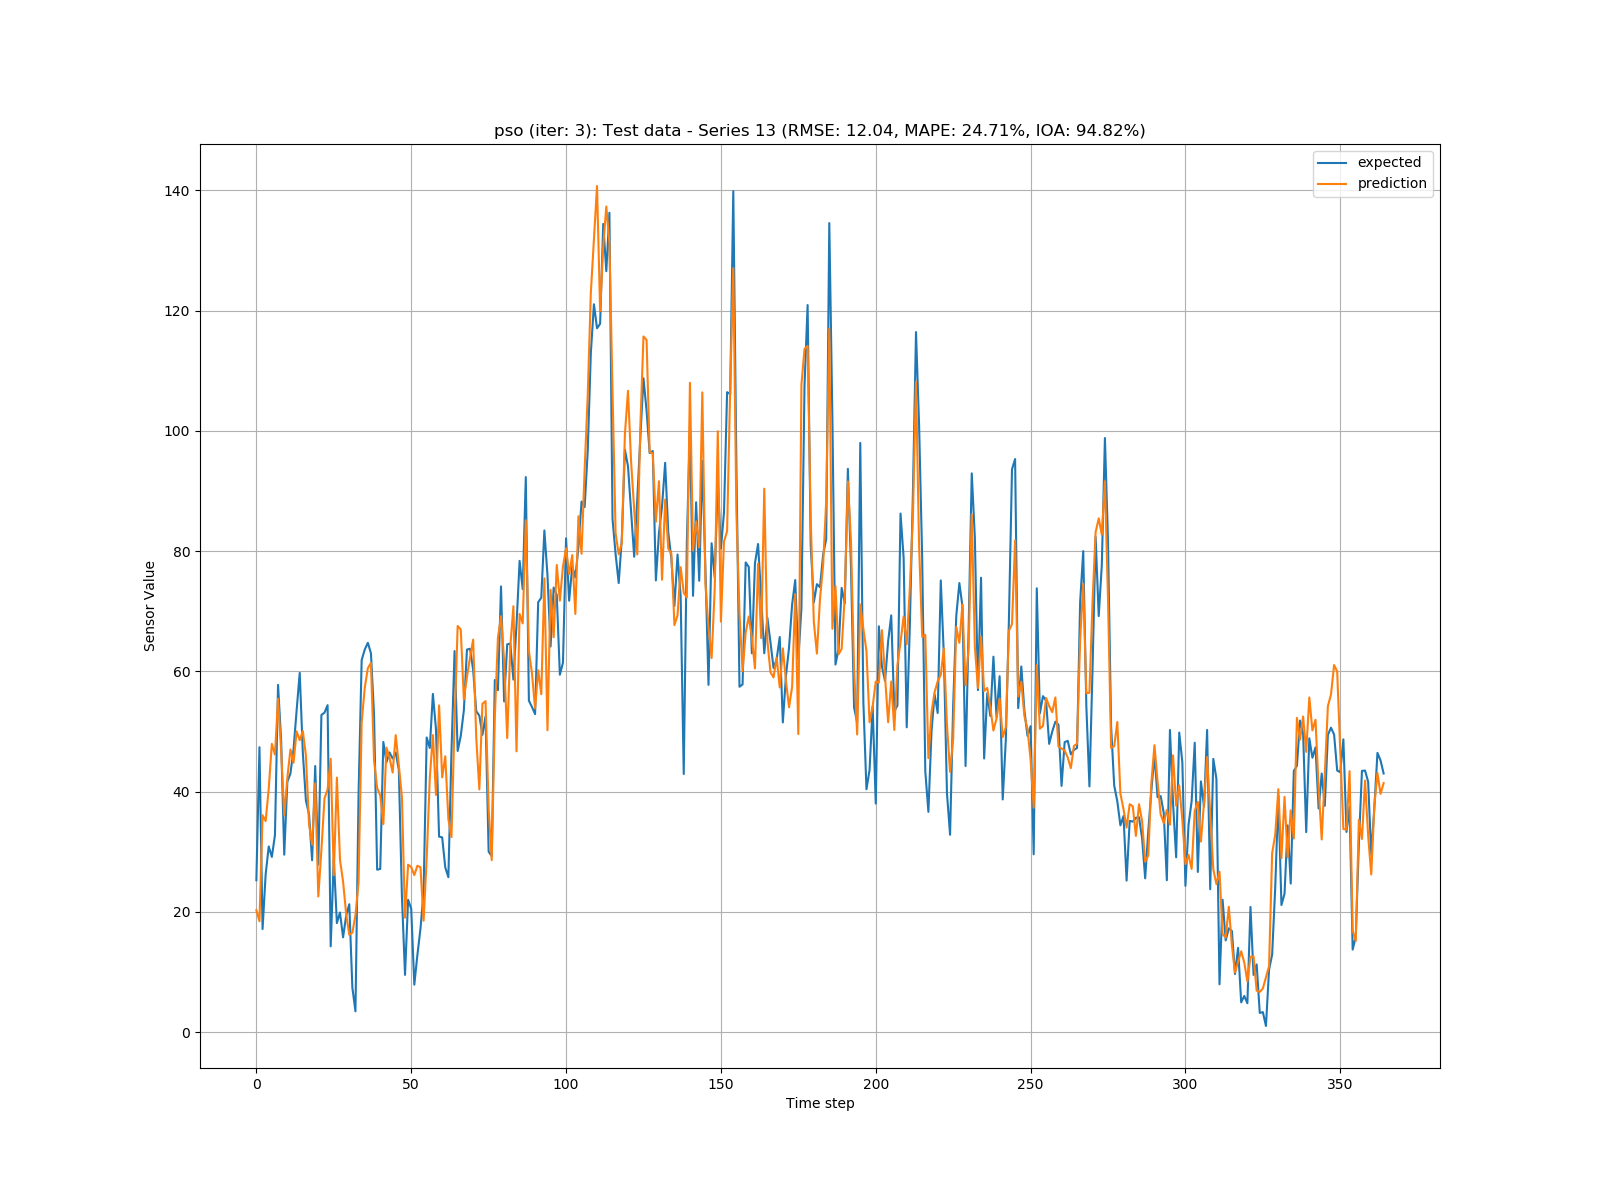 pso (iter: 3): Test data - Series 13 (RMSE: 12.04, MAPE: 24.71%, IOA: 94.82%)
expected
prediction
140
120
100
80
60
40
20
0
Sensor Value
0 50 100 150 200 250 300 350
Time step